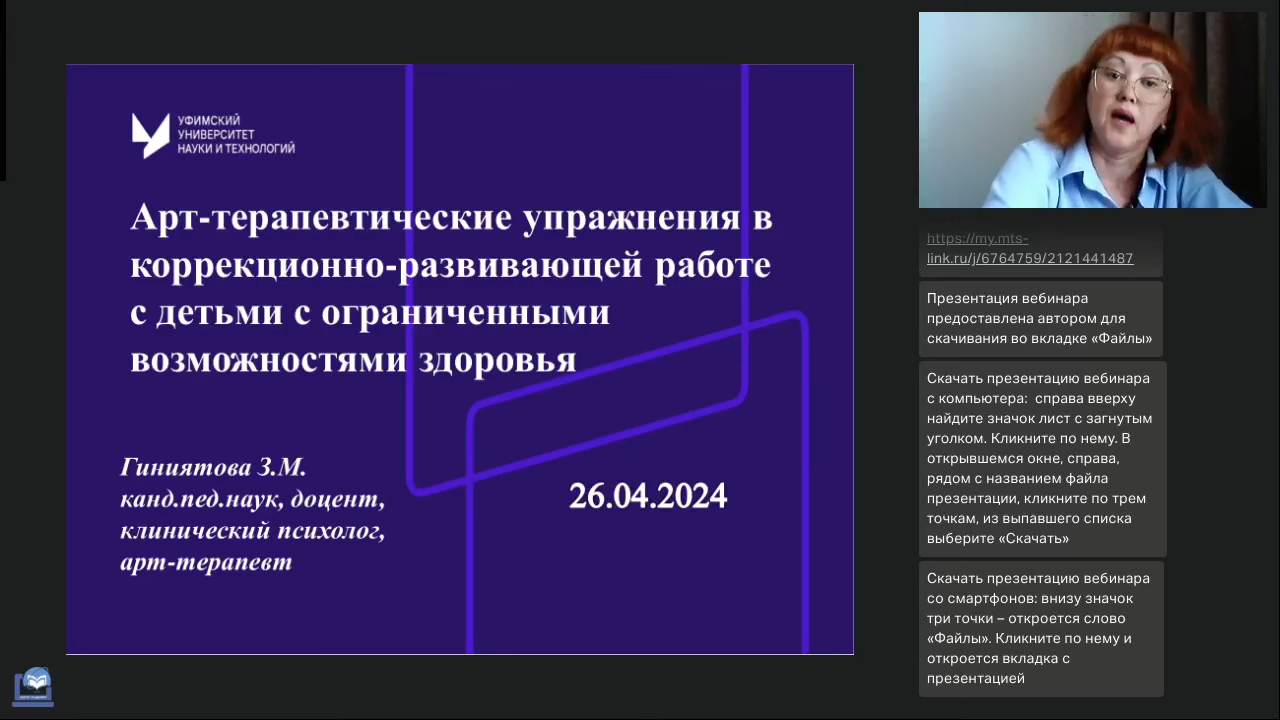 УФИМСКИЙ
УНИВЕРСИТЕТ
НАУКИ И ТЕХНОЛОГИЙ
Арт-терапевтические упражнения в
коррекционно-развивающей работе
с детьми с ограниченными
возможностями здоровья
Гиниятова З.М.
канд.пед.наук, доцент,
клинический психолог,
арт-терапевт
26.04.2024
https://my.mts-
link.ru/j/6764759/2121441487
Презентация вебинара
предоставлена автором для
скачивания во вкладке «Файлы»
Скачать презентацию вебинара
с компьютера:  справа вверху
найдите значок лист с загнутым
уголком. Кликните по нему. В
открывшемся окне, справа,
рядом с названием файла
презентации, кликните по трем
точкам, из выпавшего списка
выберите «Скачать»
Скачать презентацию вебинара
со смартфонов: внизу значок
три точки – откроется слово
«Файлы». Кликните по нему и
откроется вкладка с
презентацией